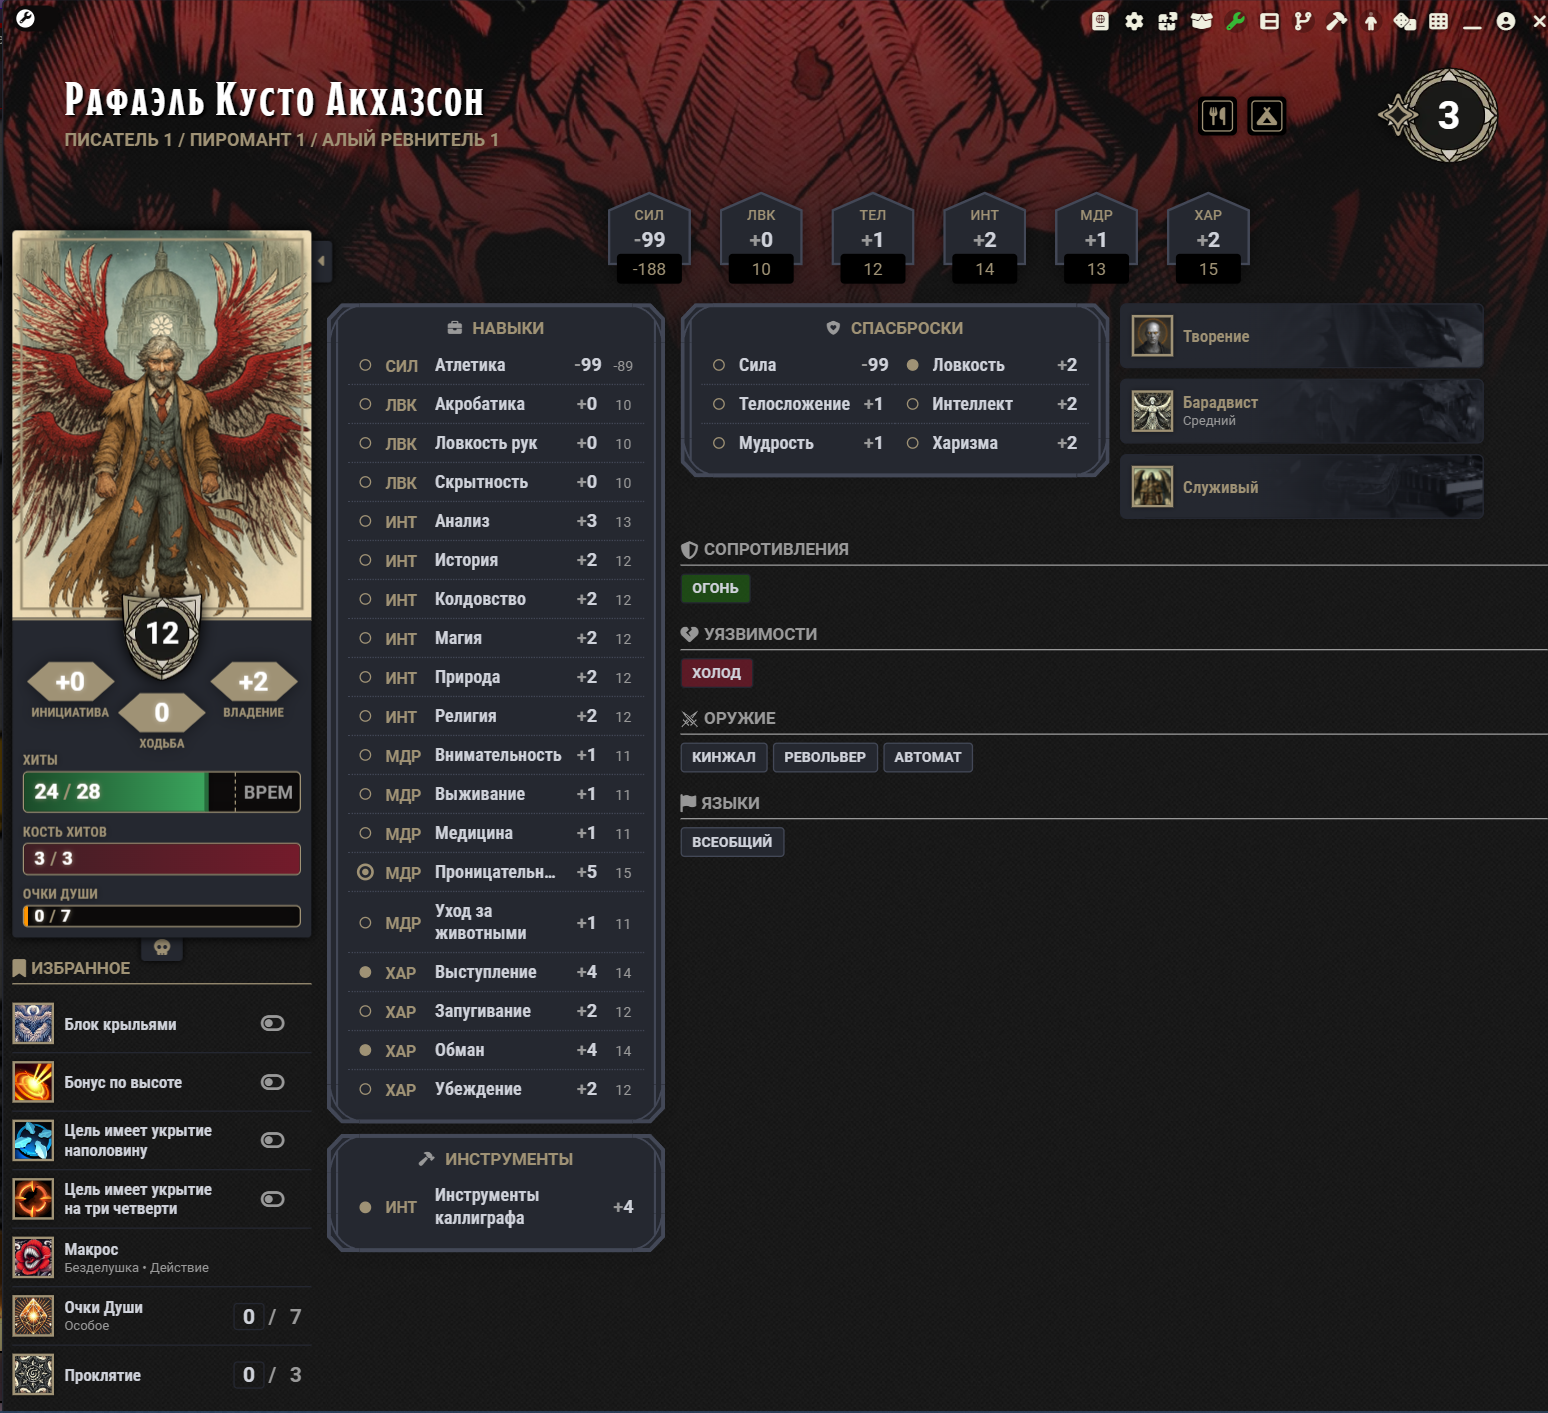 Рафаэль Кусто Акхазсон
ПИСАТЕЛЬ 1 / ПИРОМАНТ 1 / АЛЫЙ РЕВНИТЕЛЬ 1
3
СИЛ
-99
-188
ЛВК
+0
10
ТЕЛ
+1
12
ИНТ
+2
14
МДР
+1
13
ХАР
+2
15
12
+0
ИНИЦИАТИВА
0
ХОДЬБА
+2
ВЛАДЕНИЕ
ХИТЫ
24 / 28 ВРЕМ
КОСТЬ ХИТОВ
3 / 3
ОЧКИ ДУШИ
0 / 7
ИЗБРАННОЕ
Блок крыльями
Бонус по высоте
Цель имеет укрытие
наполовину
Цель имеет укрытие
на три четверти
Макрос
Безделушка • Действие
Очки Души 0 / 7
Особое
Проклятие 0 / 3
НАВЫКИ
СИЛ Атлетика -99 -89
ЛВК Акробатика +0 10
ЛВК Ловкость рук +0 10
ЛВК Скрытность +0 10
ИНТ Анализ +3 13
ИНТ История +2 12
ИНТ Колдовство +2 12
ИНТ Магия +2 12
ИНТ Природа +2 12
ИНТ Религия +2 12
МДР Внимательность +1 11
МДР Выживание +1 11
МДР Медицина +1 11
МДР Проницательн... +5 15
МДР Уход за
животными +1 11
ХАР Выступление +4 14
ХАР Запугивание +2 12
ХАР Обман +4 14
ХАР Убеждение +2 12
ИНСТРУМЕНТЫ
ИНТ Инструменты
каллиграфа +4
СПАСБРОСКИ
Сила -99 Ловкость +2
Телосложение +1 Интеллект +2
Мудрость +1 Харизма +2
Творение
Барадвист
Средний
Служивый
СОПРОТИВЛЕНИЯ
ОГОНЬ
УЯЗВИМОСТИ
ХОЛОД
ОРУЖИЕ
КИНЖАЛ РЕВОЛЬВЕР АВТОМАТ
ЯЗЫКИ
ВСЕОБЩИЙ